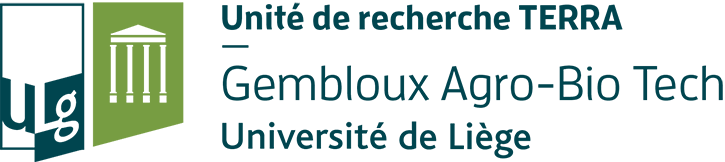 ULg
Unité de recherche TERRA
Gembloux Agro-Bio Tech
Université de Liège